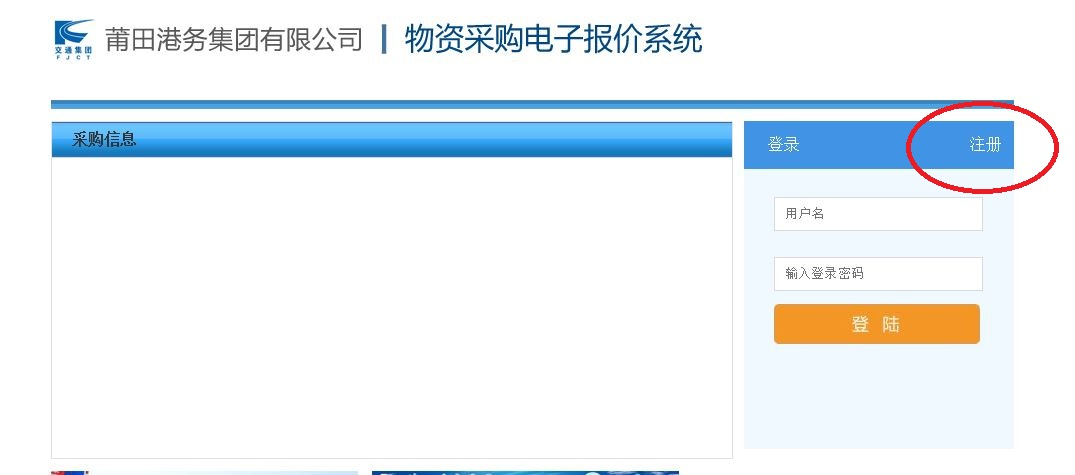 交通集团
FJCT
莆田港务集团有限公司 | 物资采购电子报价系统
采购信息
登录 注册
用户名
输入登录密码
登 陆